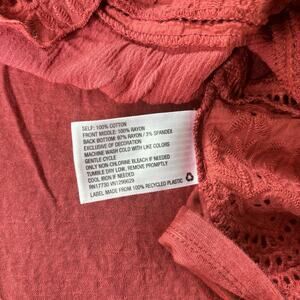 SELF: 100% COTTON
FRONT MIDDLE: 100% RAYON
BACK BOTTOM: 97% RAYON / 3% SPANDEX
EXCLUSIVE OF DECORATION
MACHINE WASH COLD WITH LIKE COLORS
GENTLE CYCLE
ONLY NON-CHLORINE BLEACH IF NEEDED
TUMBLE DRY LOW, REMOVE PROMPTLY
COOL IRON IF NEEDED
RN17730 VN1299629
LABEL MADE FROM 100% RECYCLED PLASTIC